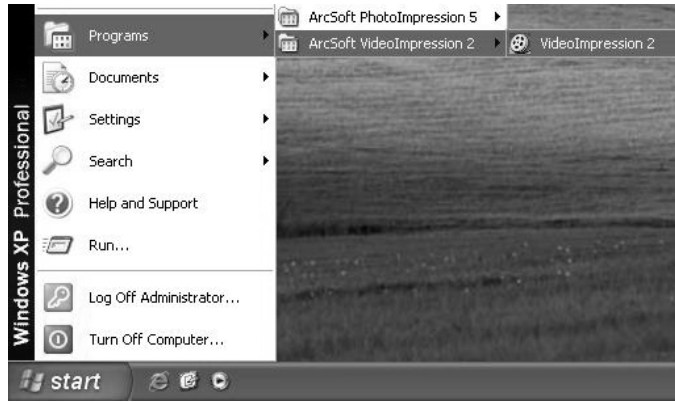 Programs
ArcSoft PhotoImpression 5
ArcSoft VideoImpression 2
VideoImpression 2
Documents
Settings
Search
Help and Support
Run...
Log Off Administrator...
Turn Off Computer...
Windows XP Professional
start